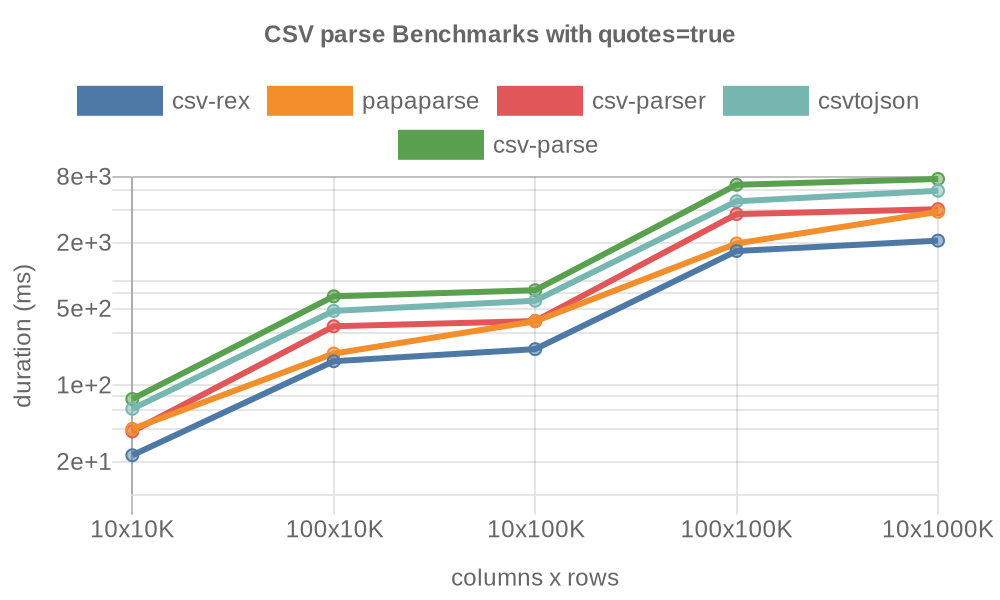 CSV parse Benchmarks with quotes=true
csv-rex papaparse csv-parser csvtojson
csv-parse
8e+3
2e+3
5e+2
1e+2
2e+1
duration (ms)
10x10K 100x10K 10x100K 100x100K 10x1000K
columns x rows